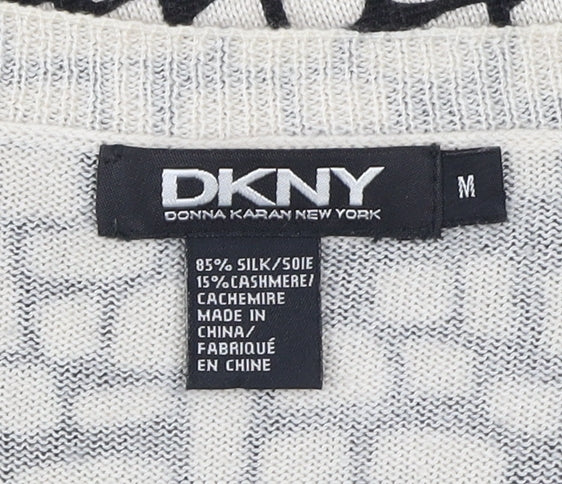 DKNY
DONNA KARAN NEW YORK
M
85% SILK/SOIE
15% CASHMERE/
CACHEMIRE
MADE IN
CHINA/
FABRIQUÉ
EN CHINE